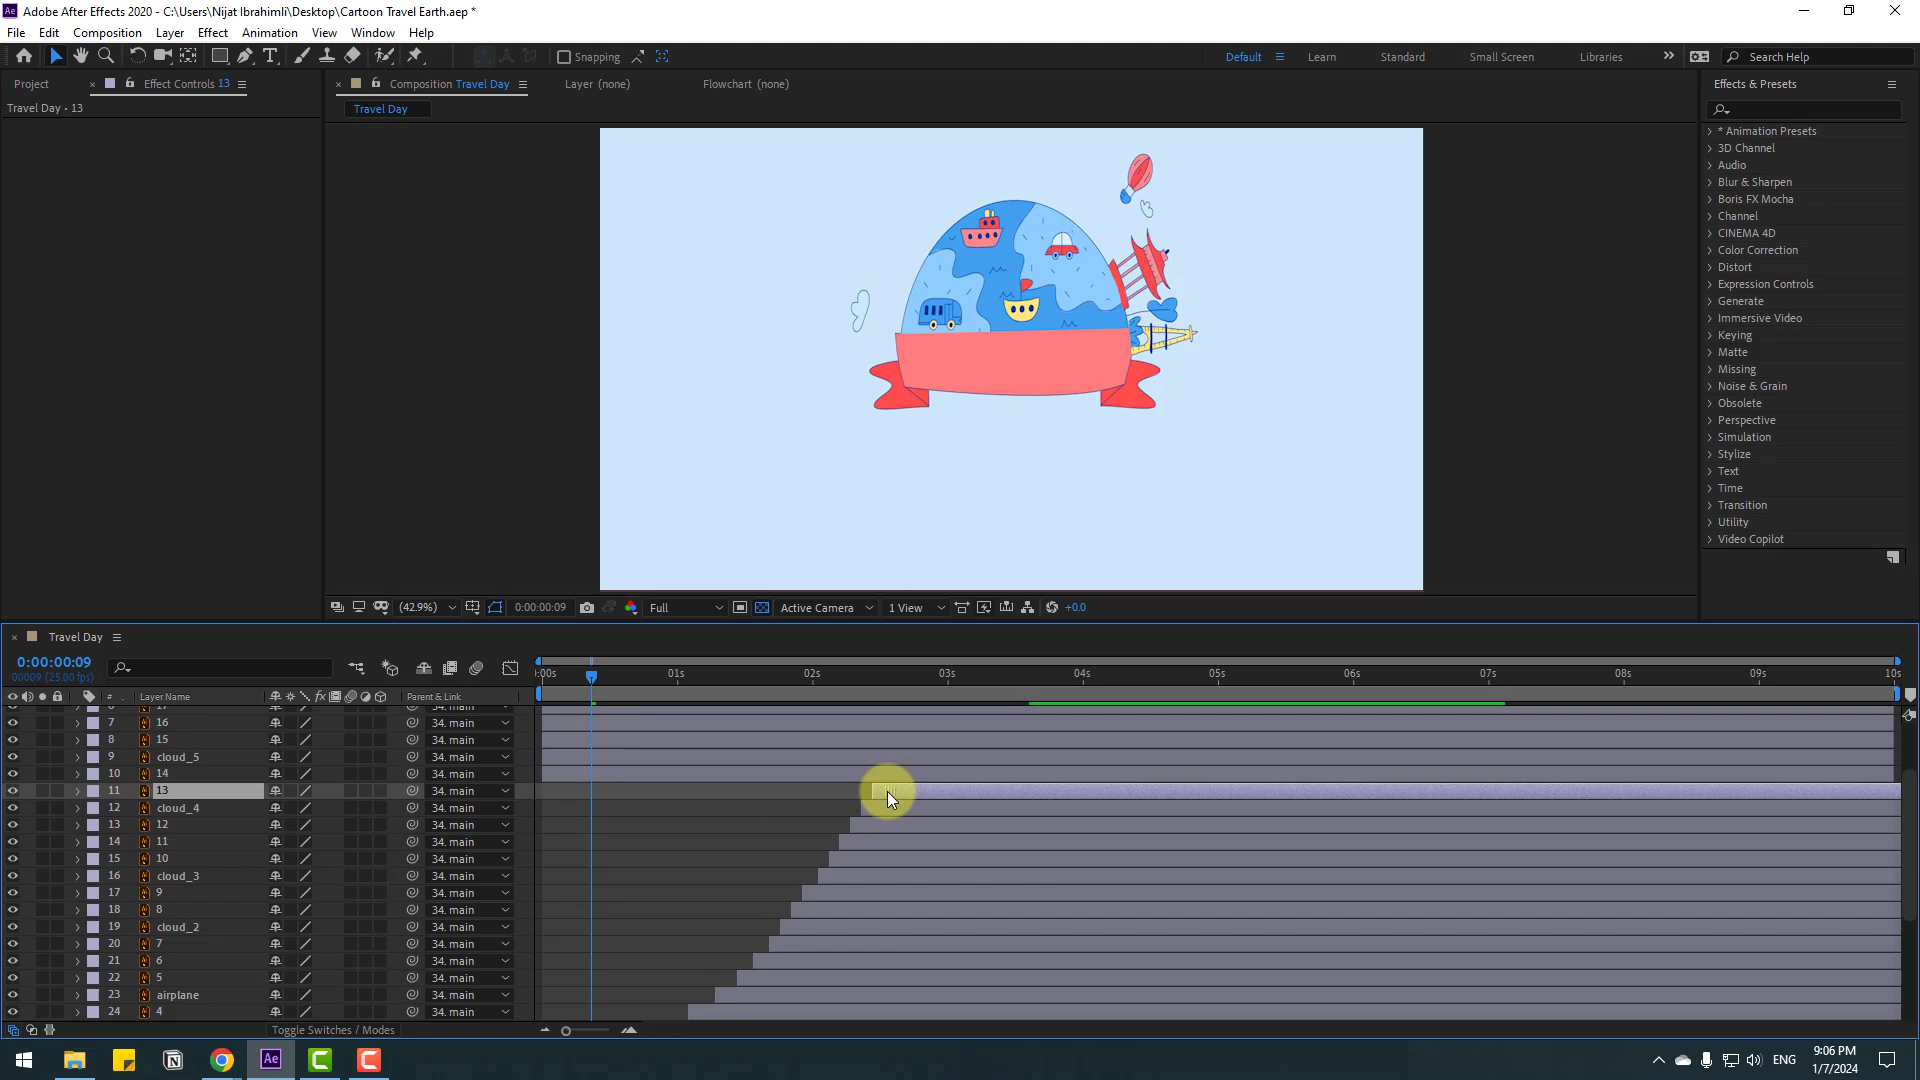 Adobe After Effects 2020 - C:\Users\Nijat Ibrahimli\Desktop\Cartoon Travel Earth.aep *
File Edit Composition Layer Effect Animation View Window Help
Snapping
Default Learn Standard Small Screen Libraries
Search Help
Project
Effect Controls 13
Travel Day • 13
Composition Travel Day
Layer (none)
Flowchart (none)
Travel Day
Effects & Presets
* Animation Presets
3D Channel
Audio
Blur & Sharpen
Boris FX Mocha
Channel
CINEMA 4D
Color Correction
Distort
Expression Controls
Generate
Immersive Video
Keying
Matte
Missing
Noise & Grain
Obsolete
Perspective
Simulation
Stylize
Text
Time
Transition
Utility
Video Copilot
(42.9%) 0:00:00:09 Full Active Camera 1 View +0.0
Travel Day
0:00:00:09
00009 (25.00 fps)
:00s 01s 02s 03s 04s 05s 06s 07s 08s 09s 10s
# Layer Name Parent & Link
7 16 34. main
8 15 34. main
9 cloud_5 34. main
10 14 34. main
11 13 34. main
12 cloud_4 34. main
13 12 34. main
14 11 34. main
15 10 34. main
16 cloud_3 34. main
17 9 34. main
18 8 34. main
19 cloud_2 34. main
20 7 34. main
21 6 34. main
22 5 34. main
23 airplane 34. main
24 4 34. main
Toggle Switches / Modes
ENG
9:06 PM
1/7/2024